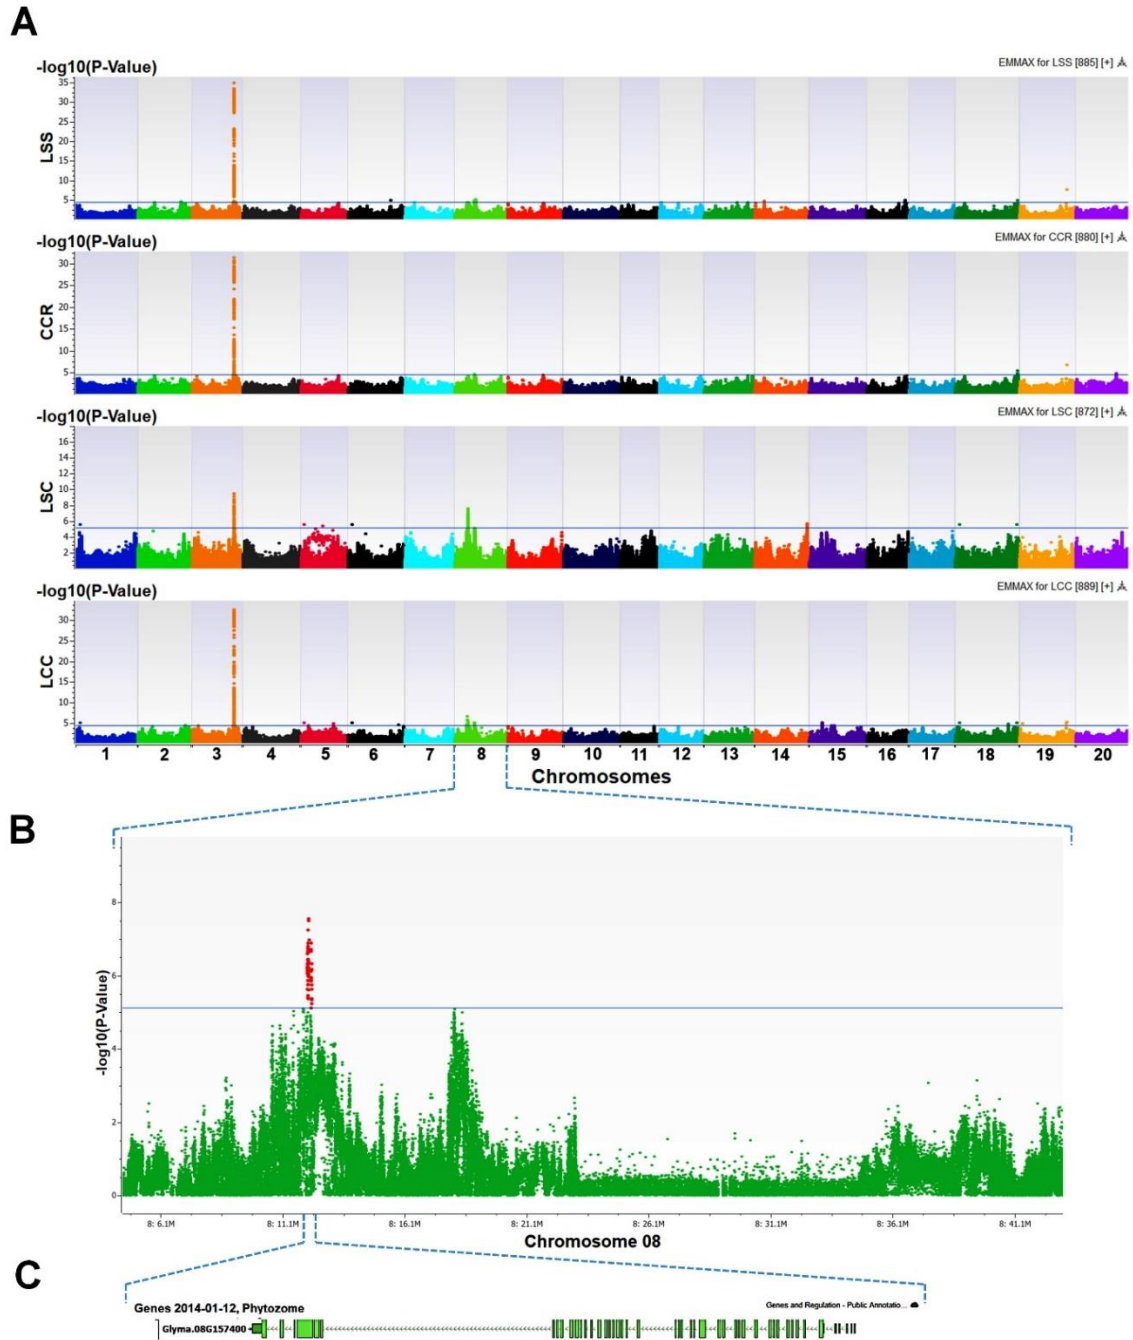 A
-log10(P-Value)
EMMAX for LSS [885] [+]
LSS
35
30
25
20
15
10
5
-log10(P-Value)
EMMAX for CCR [880] [+]
CCR
30
25
20
15
10
5
-log10(P-Value)
EMMAX for LSC [872] [+]
LSC
16
14
12
10
8
6
4
2
-log10(P-Value)
EMMAX for LCC [889] [+]
LCC
30
25
20
15
10
5
1 2 3 4 5 6 7 8 9 10 11 12 13 14 15 16 17 18 19 20
Chromosomes
B
-log10(P-Value)
8
6
4
2
0
8: 6.1M 8: 11.1M 8: 16.1M 8: 21.1M 8: 26.1M 8: 31.1M 8: 36.1M 8: 41.1M
Chromosome 08
C
Genes 2014-01-12, Phytozome
Genes and Regulation - Public Annotatio...
Glyma.08G157400